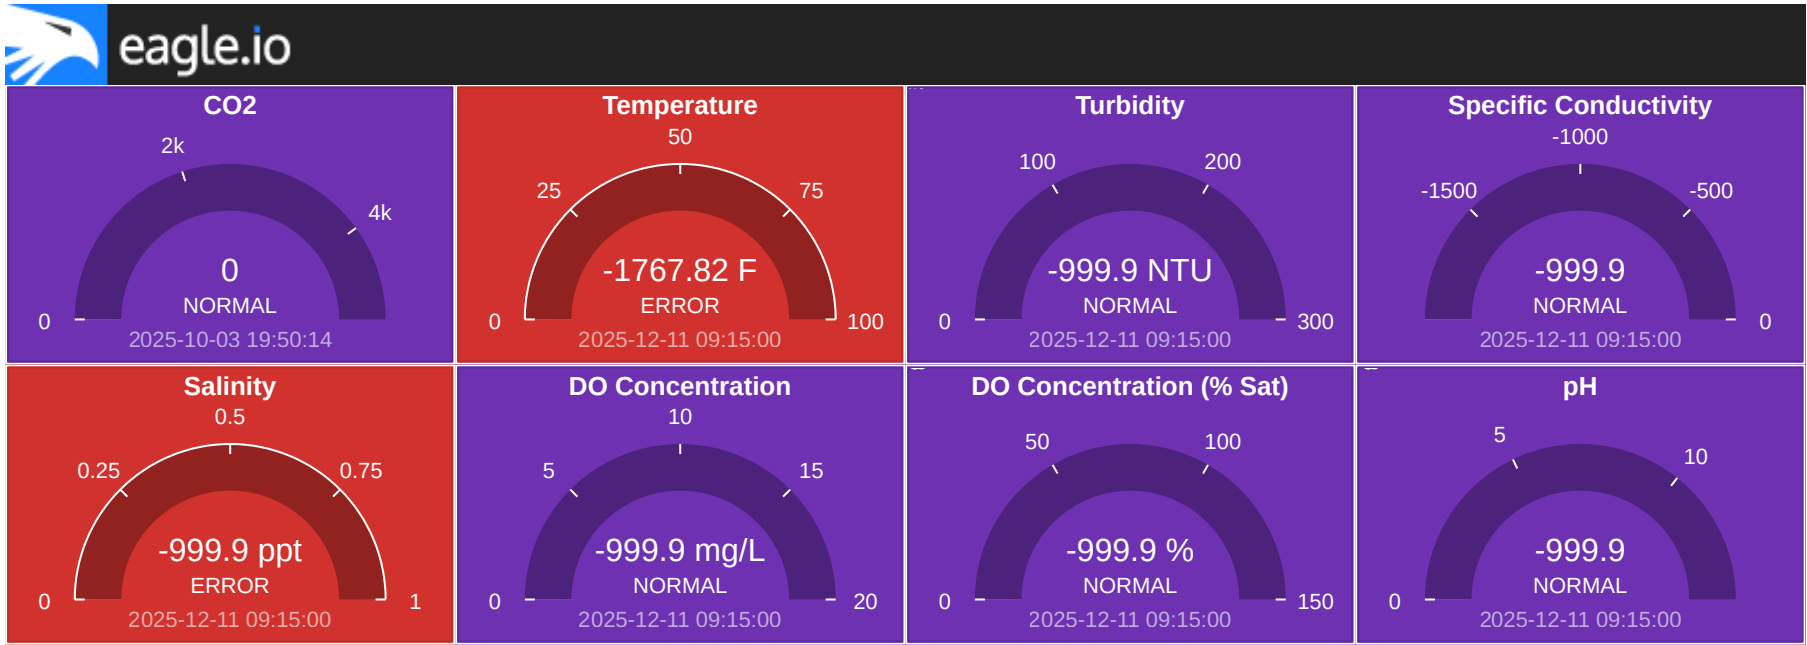 eagle.io
CO2
2k
4k
0
0
NORMAL
2025-10-03 19:50:14
Temperature
50
25
75
-1767.82 F
ERROR
0
100
2025-12-11 09:15:00
Turbidity
100
200
-999.9 NTU
NORMAL
0
300
2025-12-11 09:15:00
Specific Conductivity
-1000
-1500
-500
-999.9
NORMAL
0
2025-12-11 09:15:00
Salinity
0.5
0.25
0.75
-999.9 ppt
ERROR
0
1
2025-12-11 09:15:00
DO Concentration
10
5
15
-999.9 mg/L
NORMAL
0
20
2025-12-11 09:15:00
DO Concentration (% Sat)
50
100
-999.9 %
NORMAL
0
150
2025-12-11 09:15:00
pH
5
10
-999.9
NORMAL
0
2025-12-11 09:15:00